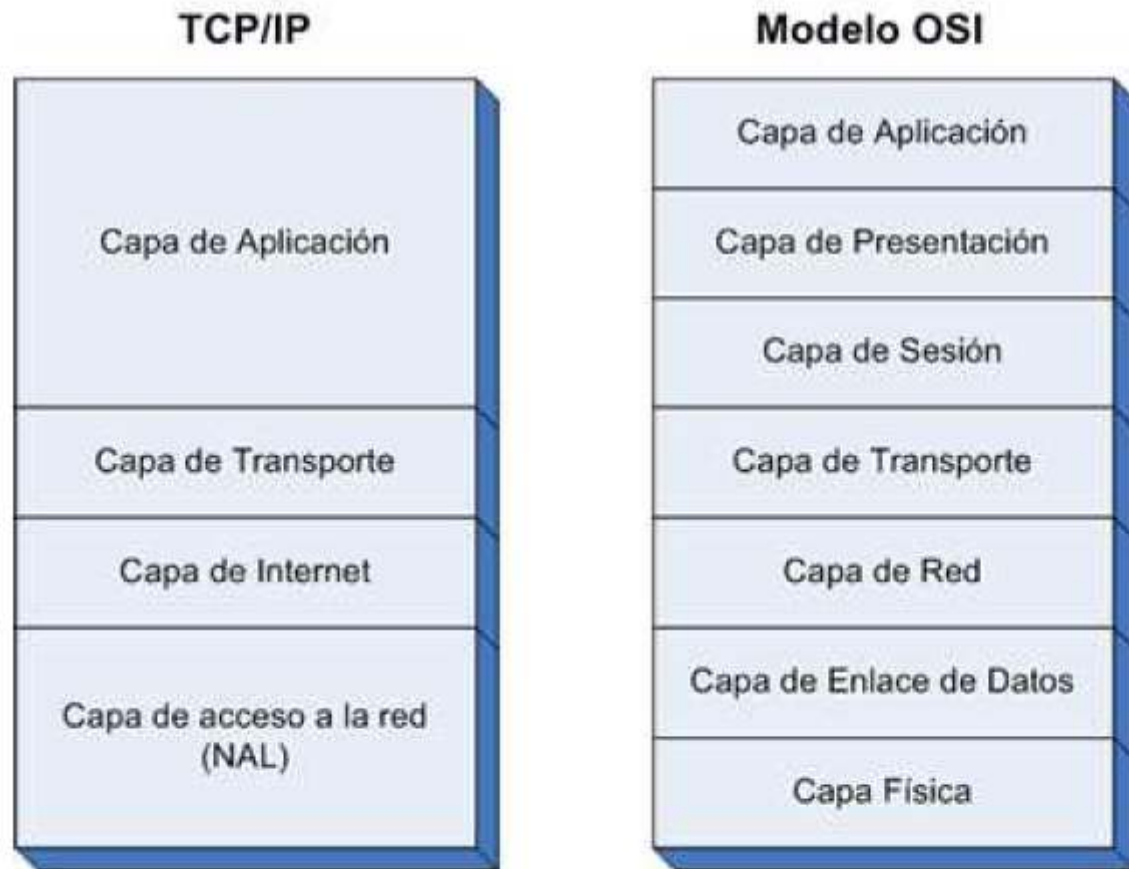 TCP/IP
Capa de Aplicación
Capa de Transporte
Capa de Internet
Capa de acceso a la red
(NAL)
Modelo OSI
Capa de Aplicación
Capa de Presentación
Capa de Sesión
Capa de Transporte
Capa de Red
Capa de Enlace de Datos
Capa Física